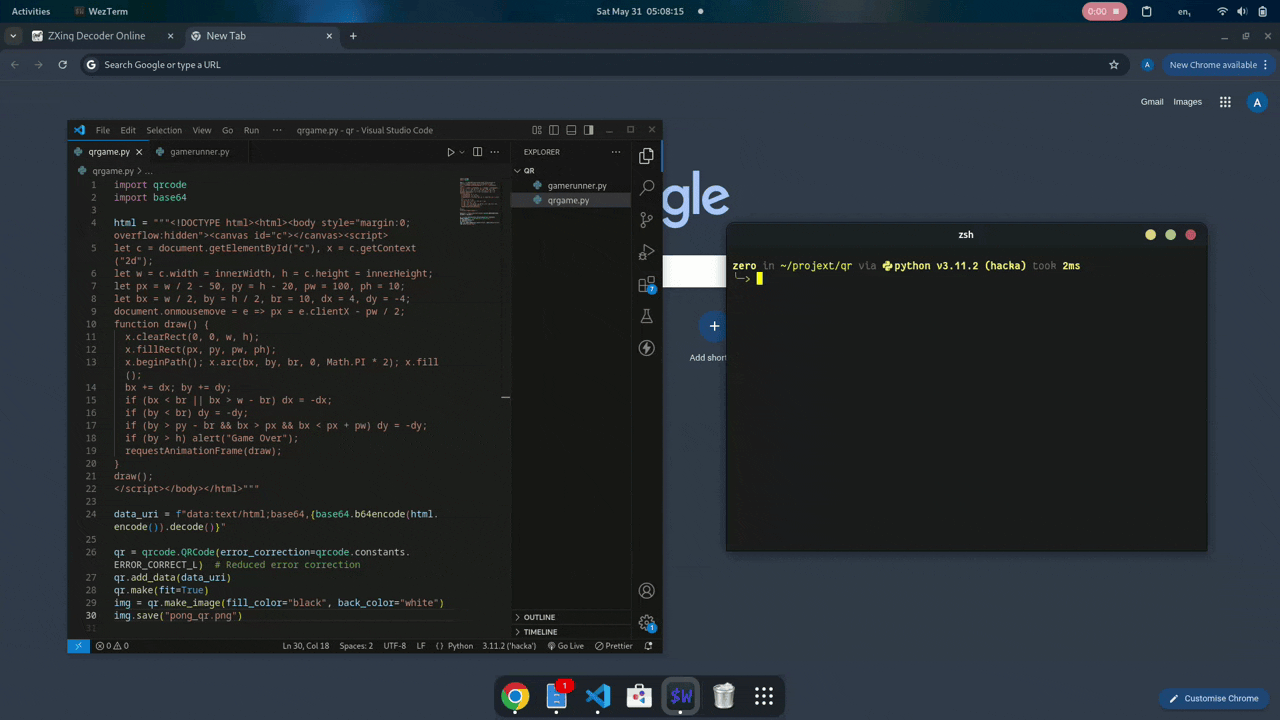 Activities
WezTerm
Sat May 31 05:08:15
0:00
en₁
ZXing Decoder Online
New Tab
Search Google or type a URL
A
New Chrome available
Gmail
Images
A
File Edit Selection View Go Run ··· qrgame.py - qr - Visual Studio Code
qrgame.py
gamerunner.py
qrgame.py > ...
1 import qrcode
2 import base64
3
4 html = """<!DOCTYPE html><html><body style="margin:0;
overflow:hidden"><canvas id="c"></canvas><script>
5 let c = document.getElementById("c"), x = c.getContext
("2d");
6 let w = c.width = innerWidth, h = c.height = innerHeight;
7 let px = w / 2 - 50, py = h - 20, pw = 100, ph = 10;
8 let bx = w / 2, by = h / 2, br = 10, dx = 4, dy = -4;
9 document.onmousemove = e => px = e.clientX - pw / 2;
10 function draw() {
11 x.clearRect(0, 0, w, h);
12 x.fillRect(px, py, pw, ph);
13 x.beginPath(); x.arc(bx, by, br, 0, Math.PI * 2); x.fill
();
14 bx += dx; by += dy;
15 if (bx < br || bx > w - br) dx = -dx;
16 if (by < br) dy = -dy;
17 if (by > py - br && bx > px && bx < px + pw) dy = -dy;
18 if (by > h) alert("Game Over");
19 requestAnimationFrame(draw);
20 }
21 draw();
22 </script></body></html>"""
23
24 data_uri = f"data:text/html;base64,{base64.b64encode(html.
encode()).decode()}"
25
26 qr = qrcode.QRCode(error_correction=qrcode.constants.
ERROR_CORRECT_L)  # Reduced error correction
27 qr.add_data(data_uri)
28 qr.make(fit=True)
29 img = qr.make_image(fill_color="black", back_color="white")
30 img.save("pong_qr.png")
31
EXPLORER
QR
gamerunner.py
qrgame.py
OUTLINE
TIMELINE
7
1
0 0
Ln 30, Col 18
Spaces: 2
UTF-8
LF
{ } Python
3.11.2 ('hacka')
Go Live
Prettier
gle
Add short
zsh
zero in ~/projext/qr via python v3.11.2 (hacka) took 2ms
╰─>
1
$W
Customise Chrome